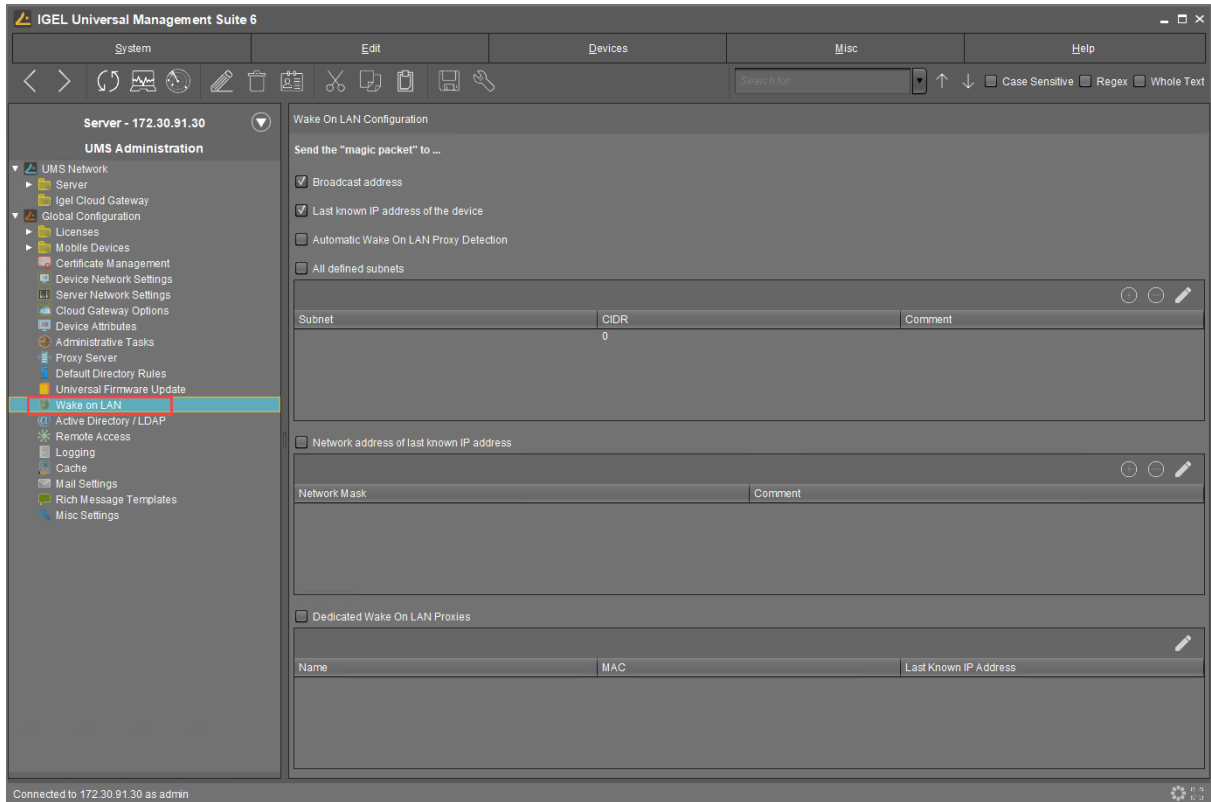 IGEL Universal Management Suite 6
System Edit Devices Misc Help
Search for ... Case Sensitive Regex Whole Text
Server - 172.30.91.30
UMS Administration
UMS Network
Server
Igel Cloud Gateway
Global Configuration
Licenses
Mobile Devices
Certificate Management
Device Network Settings
Server Network Settings
Cloud Gateway Options
Device Attributes
Administrative Tasks
Proxy Server
Default Directory Rules
Universal Firmware Update
Wake on LAN
Active Directory / LDAP
Remote Access
Logging
Cache
Mail Settings
Rich Message Templates
Misc Settings
Wake On LAN Configuration
Send the "magic packet" to ...
Broadcast address
Last known IP address of the device
Automatic Wake On LAN Proxy Detection
All defined subnets
Subnet CIDR Comment
0
Network address of last known IP address
Network Mask Comment
Dedicated Wake On LAN Proxies
Name MAC Last Known IP Address
Connected to 172.30.91.30 as admin